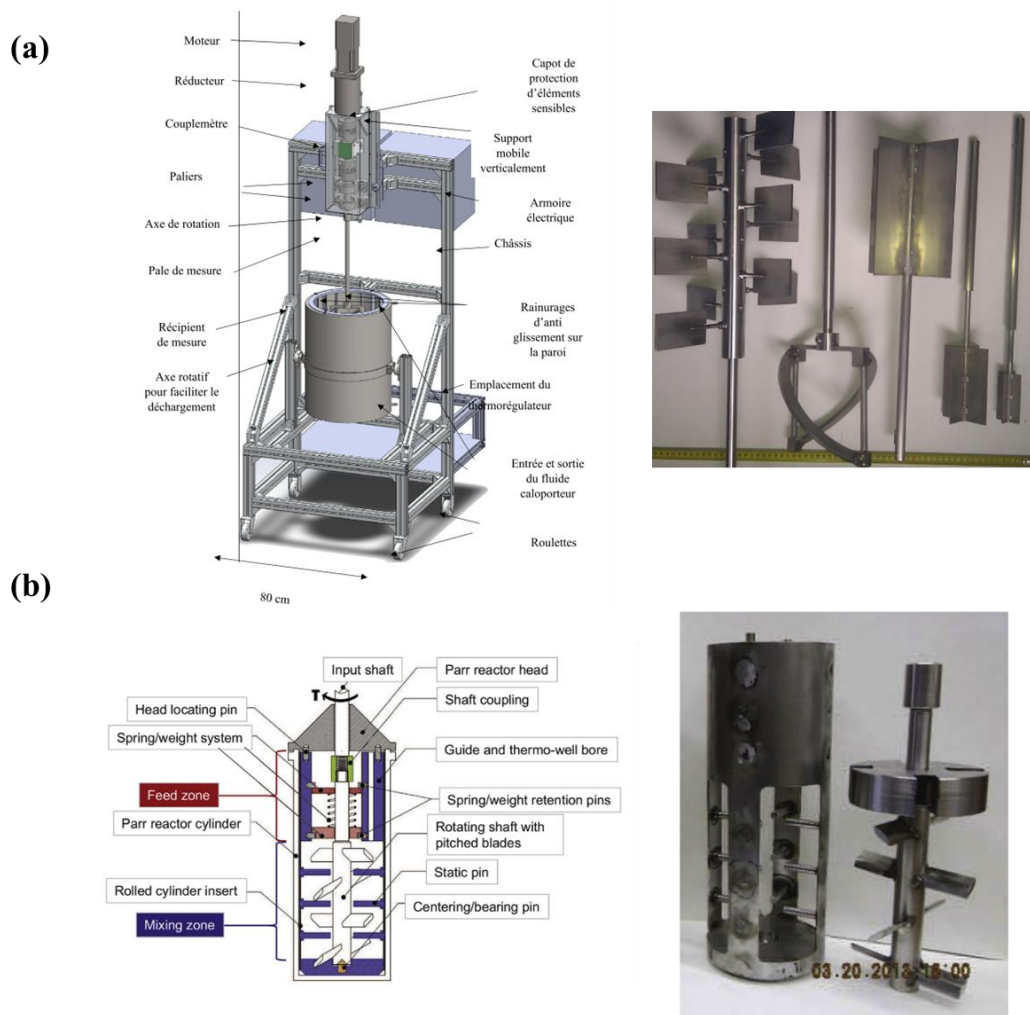 (a)
Moteur
Réducteur
Couplemètre
Paliers
Axe de rotation
Pale de mesure
Récipient
de mesure
Axe rotatif
pour faciliter le
déchargement
Capot de
protection
d'éléments
sensibles
Support
mobile
verticalement
Armoire
électrique
Châssis
Rainurages
d'anti
glissement sur
la paroi
Emplacement du
thermorégulateur
Entrée et sortie
du fluide
caloporteur
Roulettes
80 cm
(b)
Input shaft
T
Head locating pin
Spring/weight system
Feed zone
Parr reactor cylinder
Rolled cylinder insert
Mixing zone
Parr reactor head
Shaft coupling
Guide and thermo-well bore
Spring/weight retention pins
Rotating shaft with
pitched blades
Static pin
Centering/bearing pin
03.20.2013 16:00